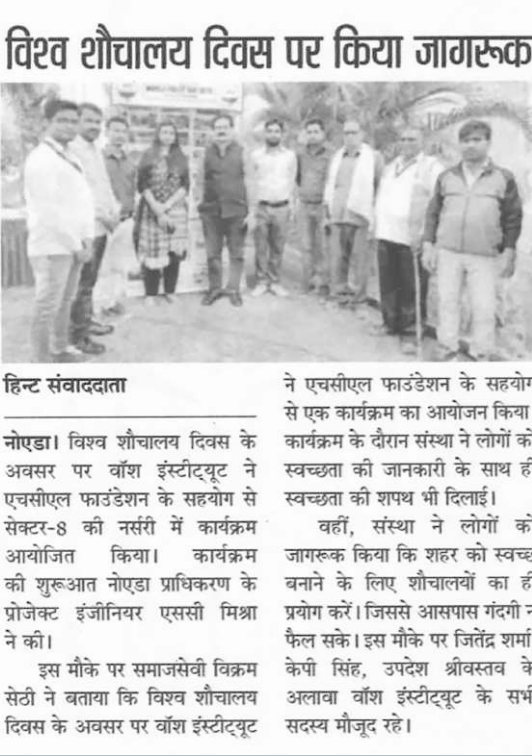 विश्व शौचालय दिवस पर किया जागरूक
हिन्ट संवाददाता
नोएडा। विश्व शौचालय दिवस के
अवसर पर वॉश इंस्टीट्यूट ने
एचसीएल फाउंडेशन के सहयोग से
सेक्टर-8 की नर्सरी में कार्यक्रम
आयोजित किया। कार्यक्रम
की शुरूआत नोएडा प्राधिकरण के
प्रोजेक्ट इंजीनियर एससी मिश्रा
ने की।
इस मौके पर समाजसेवी विक्रम
सेठी ने बताया कि विश्व शौचालय
दिवस के अवसर पर वॉश इंस्टीट्यूट
ने एचसीएल फाउंडेशन के सहयोग
से एक कार्यक्रम का आयोजन किया
कार्यक्रम के दौरान संस्था ने लोगों को
स्वच्छता की जानकारी के साथ ही
स्वच्छता की शपथ भी दिलाई।
वहीं, संस्था ने लोगों को
जागरूक किया कि शहर को स्वच्छ
बनाने के लिए शौचालयों का ही
प्रयोग करें। जिससे आसपास गंदगी न
फैल सके। इस मौके पर जितेंद्र शर्मा
केपी सिंह, उपदेश श्रीवस्तव के
अलावा वॉश इंस्टीट्यूट के सभी
सदस्य मौजूद रहे।